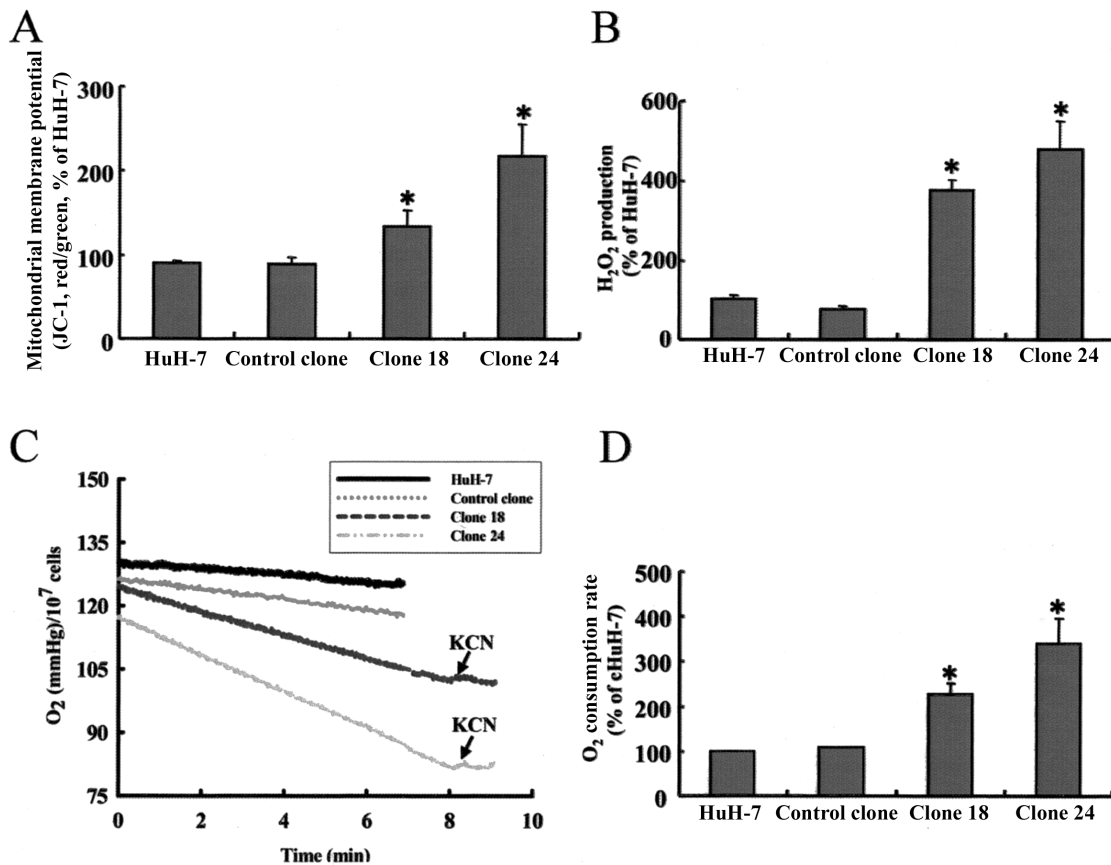 A
Mitochondrial membrane potential
(JC-1, red/green, % of HuH-7)
300
200
100
0
HuH-7 Control clone Clone 18 Clone 24
* *
B
H₂O₂ production
(% of HuH-7)
600
400
200
0
HuH-7 Control clone Clone 18 Clone 24
* *
C
O₂ (mmHg)/10⁷ cells
150
135
120
105
90
75
HuH-7
Control clone
Clone 18
Clone 24
KCN
KCN
0 2 4 6 8 10
Time (min)
D
O₂ consumption rate
(% of cHuH-7)
500
400
300
200
100
0
HuH-7 Control clone Clone 18 Clone 24
* *